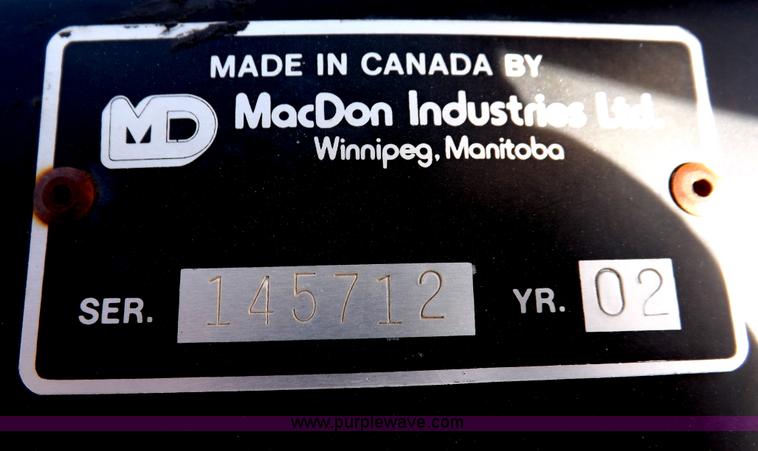 MADE IN CANADA BY
MD MacDon Industries Ltd.
Winnipeg, Manitoba
SER. 145712 YR. 02
www.purplewave.com